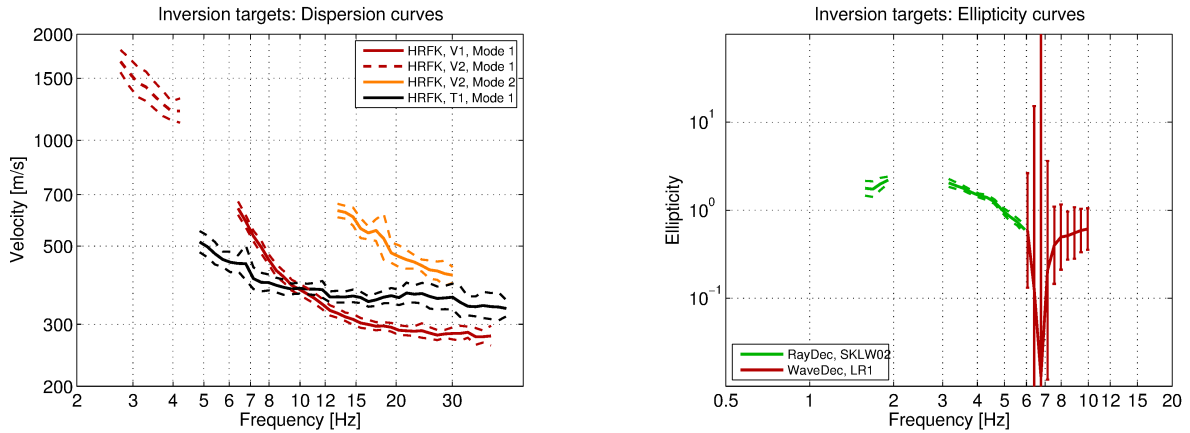 Inversion targets: Dispersion curves
2000
1500
1000
700
500
300
200
Velocity [m/s]
HRFK, V1, Mode 1
HRFK, V2, Mode 1
HRFK, V2, Mode 2
HRFK, T1, Mode 1
2 3 4 5 6 7 8 10 12 15 20 30
Frequency [Hz]
Inversion targets: Ellipticity curves
10^1
10^0
10^−1
Ellipticity
RayDec, SKLW02
WaveDec, LR1
0.5 1 2 3 4 5 6 7 8 10 12 15 20
Frequency [Hz]